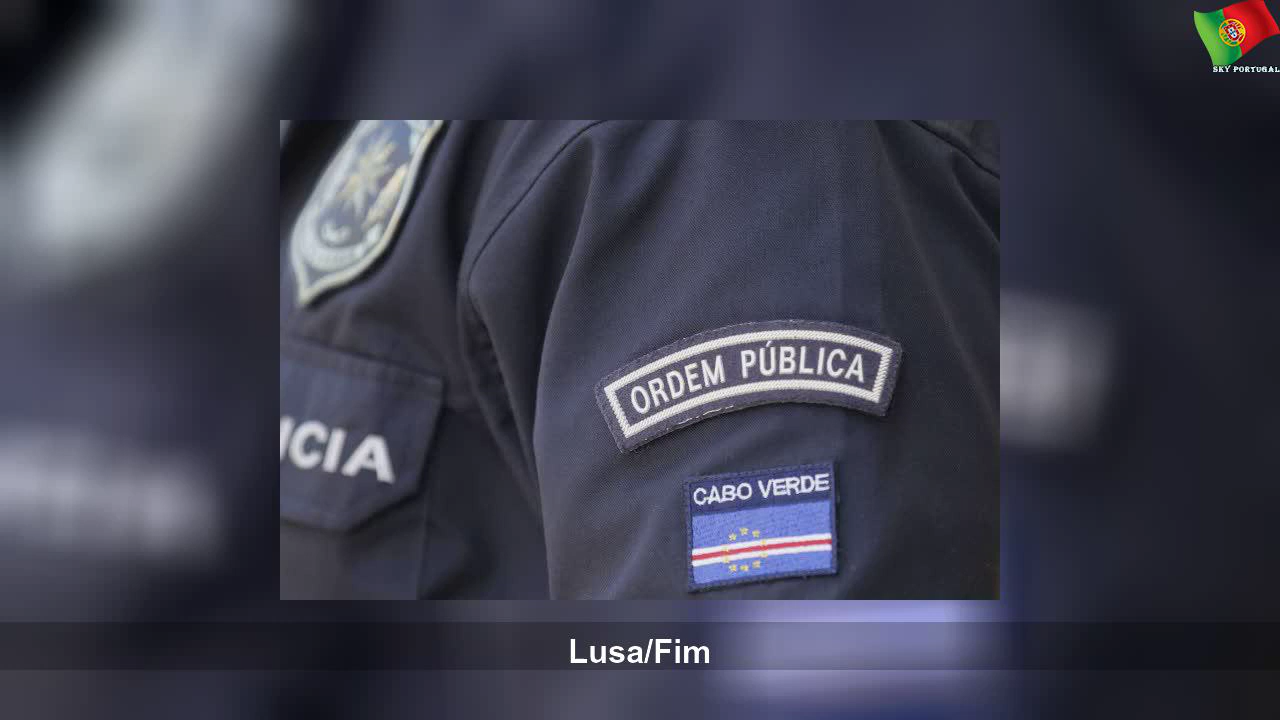 SKY PORTUGAL
ORDEM PÚBLICA
ICIA
CABO VERDE
Lusa/Fim